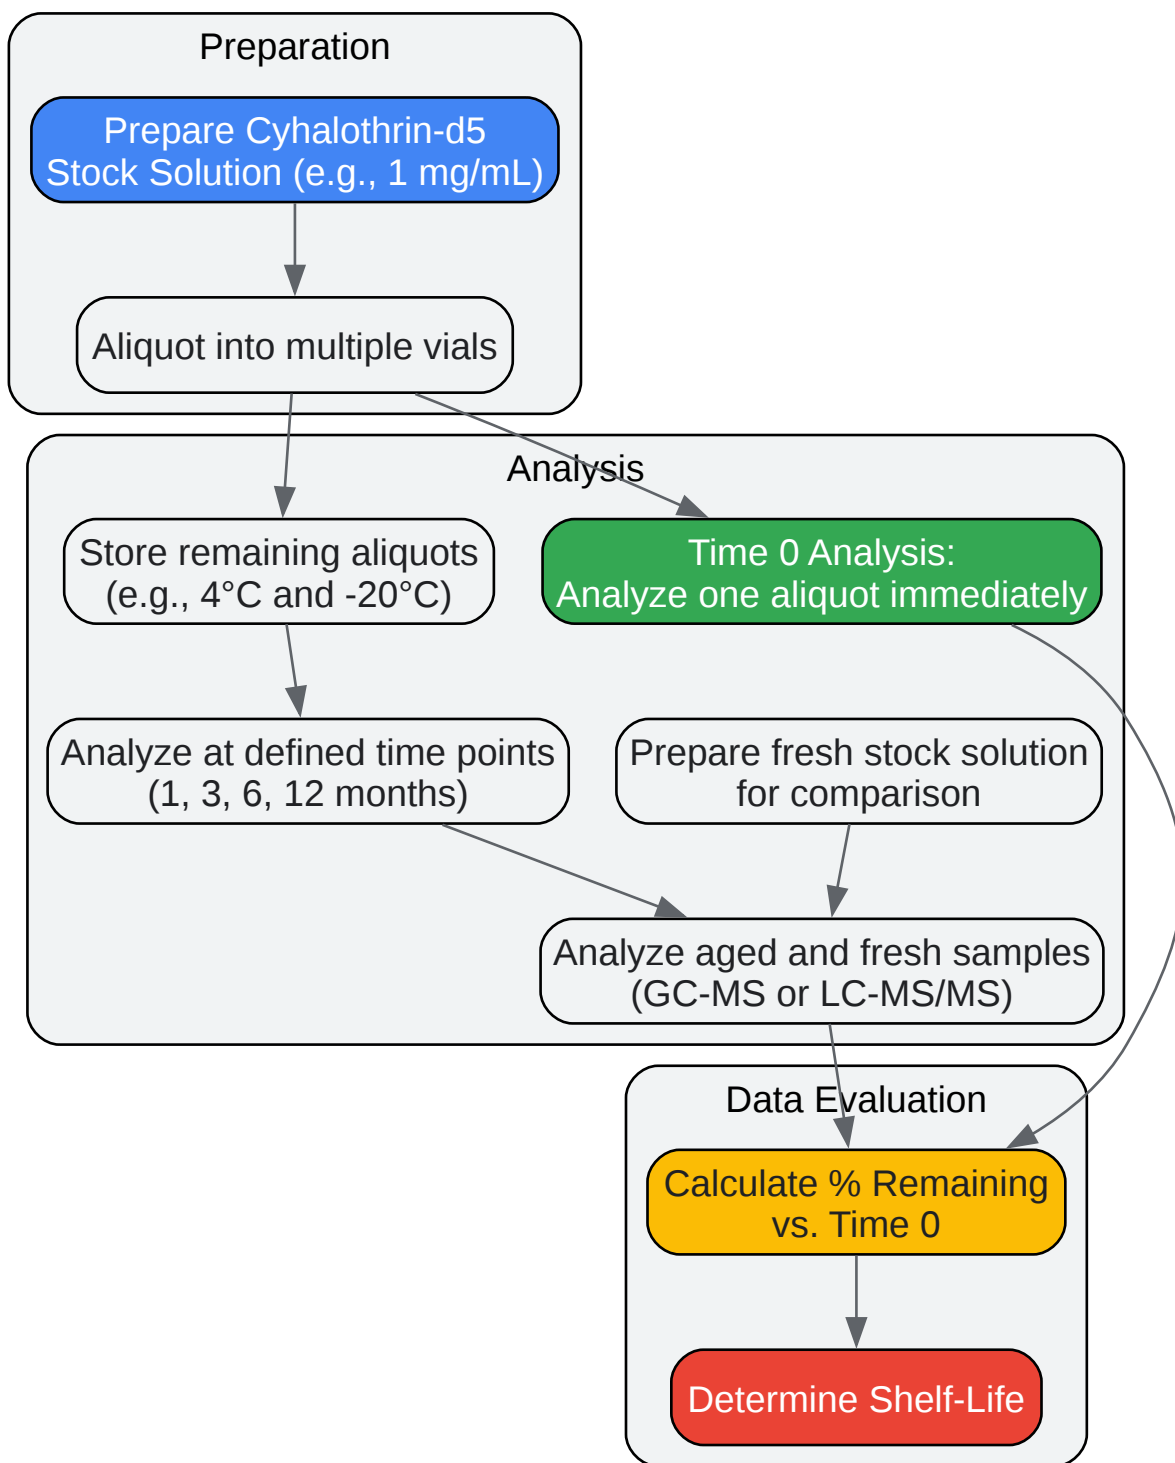 Preparation
Prepare Cyhalothrin-d5
Stock Solution (e.g., 1 mg/mL)
Aliquot into multiple vials
Analysis
Store remaining aliquots
(e.g., 4°C and -20°C)
Time 0 Analysis:
Analyze one aliquot immediately
Analyze at defined time points
(1, 3, 6, 12 months)
Prepare fresh stock solution
for comparison
Analyze aged and fresh samples
(GC-MS or LC-MS/MS)
Data Evaluation
Calculate % Remaining
vs. Time 0
Determine Shelf-Life